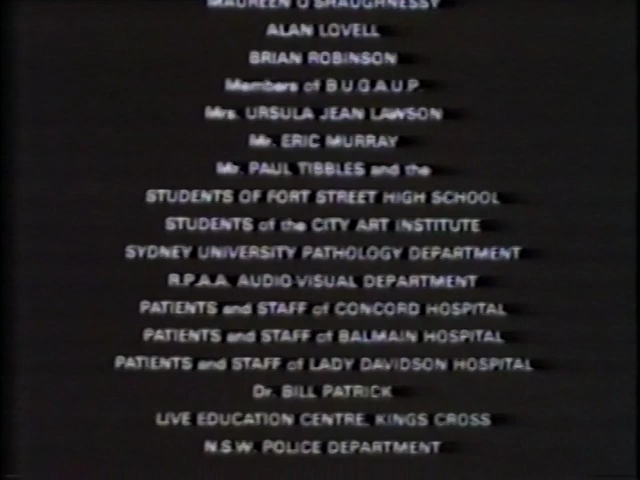 MAUREEN O'SHAUGHNESSY
ALAN LOVELL
BRIAN ROBINSON
Members of B.U.G.A.U.P.
Mrs. URSULA JEAN LAWSON
Mr. ERIC MURRAY
Mr. PAUL TIBBLES and the
STUDENTS OF FORT STREET HIGH SCHOOL
STUDENTS of the CITY ART INSTITUTE
SYDNEY UNIVERSITY PATHOLOGY DEPARTMENT
R.P.A.A. AUDIO-VISUAL DEPARTMENT
PATIENTS and STAFF of CONCORD HOSPITAL
PATIENTS and STAFF of BALMAIN HOSPITAL
PATIENTS and STAFF of LADY DAVIDSON HOSPITAL
Dr. BILL PATRICK
LIVE EDUCATION CENTRE, KINGS CROSS
N.S.W. POLICE DEPARTMENT